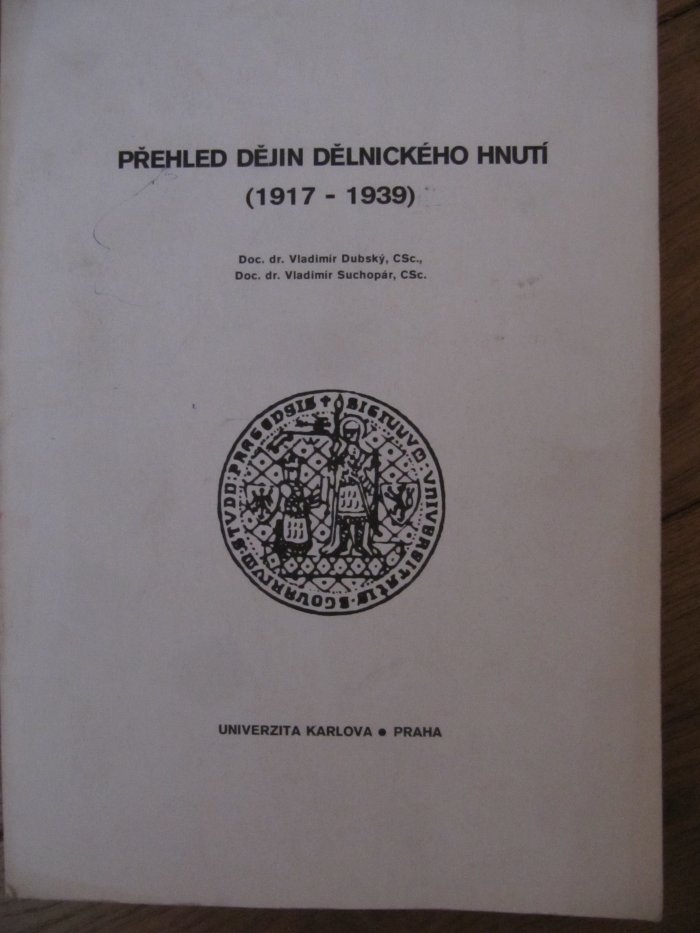 PŘEHLED DĚJIN DĚLNICKÉHO HNUTÍ
(1917 - 1939)
Doc. dr. Vladimír Dubský, CSc.,
Doc. dr. Vladimír Suchopár, CSc.
UNIVERZITA KARLOVA • PRAHA